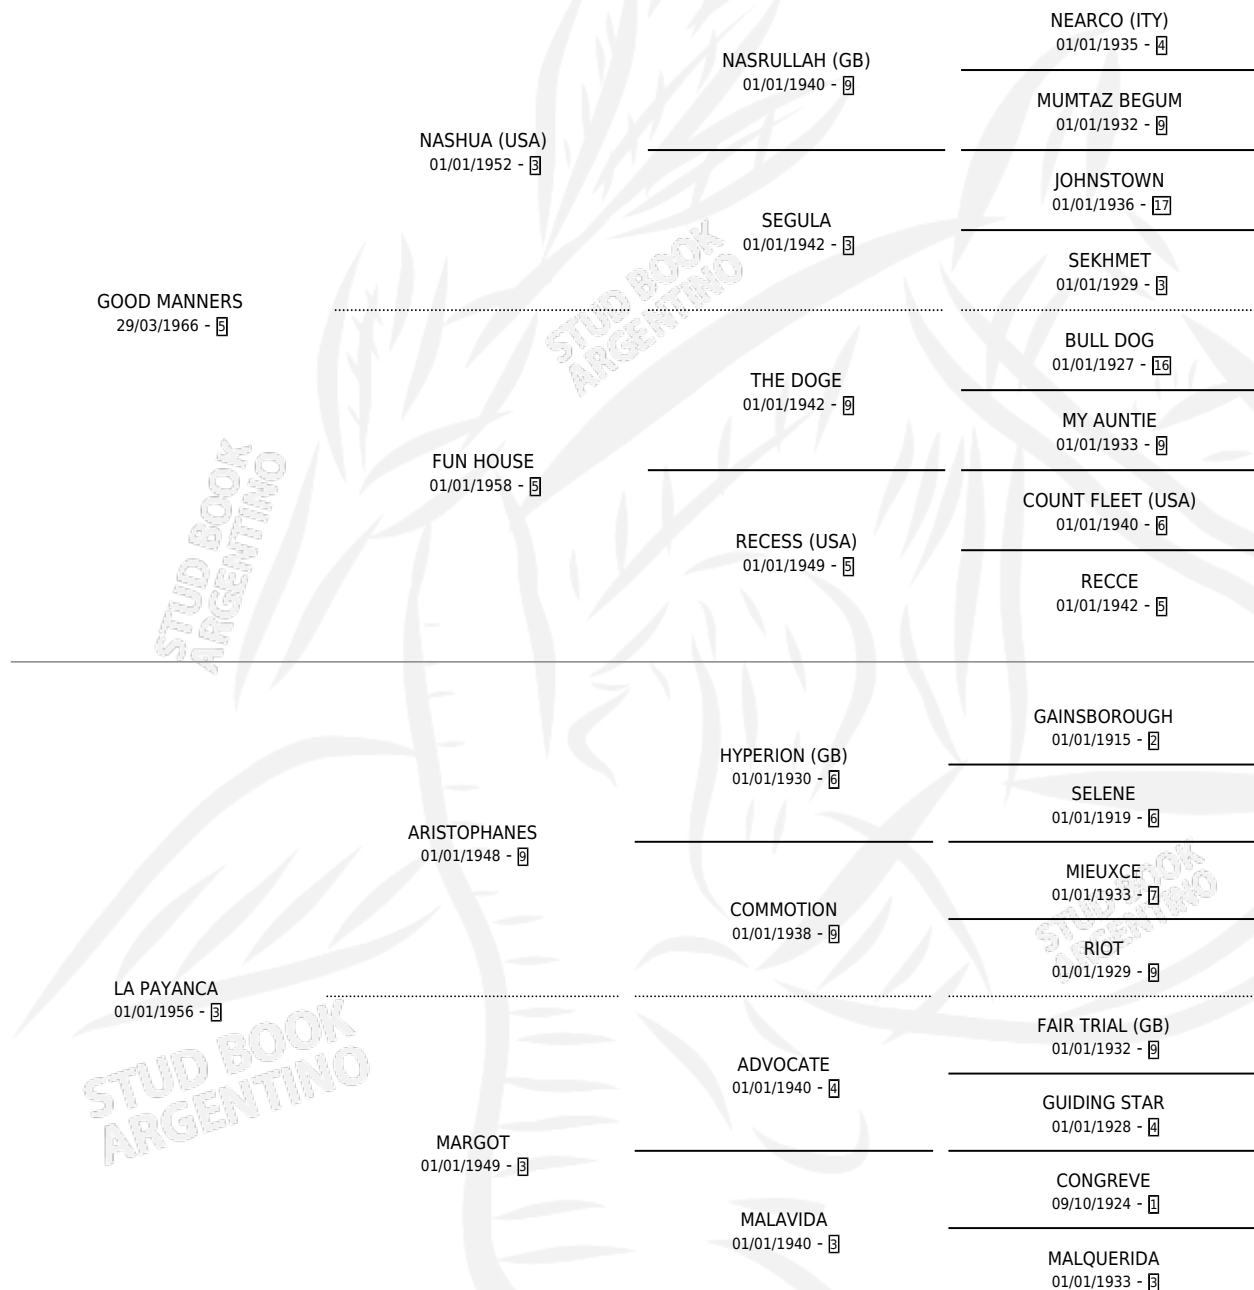 NEARCO (ITY)
01/01/1935 - 4
NASRULLAH (GB)
01/01/1940 - 9
MUMTAZ BEGUM
01/01/1932 - 9
NASHUA (USA)
01/01/1952 - 3
JOHNSTOWN
01/01/1936 - 17
SEGULA
01/01/1942 - 3
SEKHMET
01/01/1929 - 3
GOOD MANNERS
29/03/1966 - 5
BULL DOG
01/01/1927 - 16
THE DOGE
01/01/1942 - 9
MY AUNTIE
01/01/1933 - 9
FUN HOUSE
01/01/1958 - 5
COUNT FLEET (USA)
01/01/1940 - 6
RECESS (USA)
01/01/1949 - 5
RECCE
01/01/1942 - 5
GAINSBOROUGH
01/01/1915 - 2
HYPERION (GB)
01/01/1930 - 6
SELENE
01/01/1919 - 6
ARISTOPHANES
01/01/1948 - 9
MIEUXCE
01/01/1933 - 7
COMMOTION
01/01/1938 - 9
RIOT
01/01/1929 - 9
LA PAYANCA
01/01/1956 - 3
FAIR TRIAL (GB)
01/01/1932 - 9
ADVOCATE
01/01/1940 - 4
GUIDING STAR
01/01/1928 - 4
MARGOT
01/01/1949 - 3
CONGREVE
09/10/1924 - 1
MALAVIDA
01/01/1940 - 3
MALQUERIDA
01/01/1933 - 3
STUD BOOK
ARGENTINO
STUD BOOK
ARGENTINO
STUD BOOK
ARGENTINO
STUD BOOK
ARGENTINO